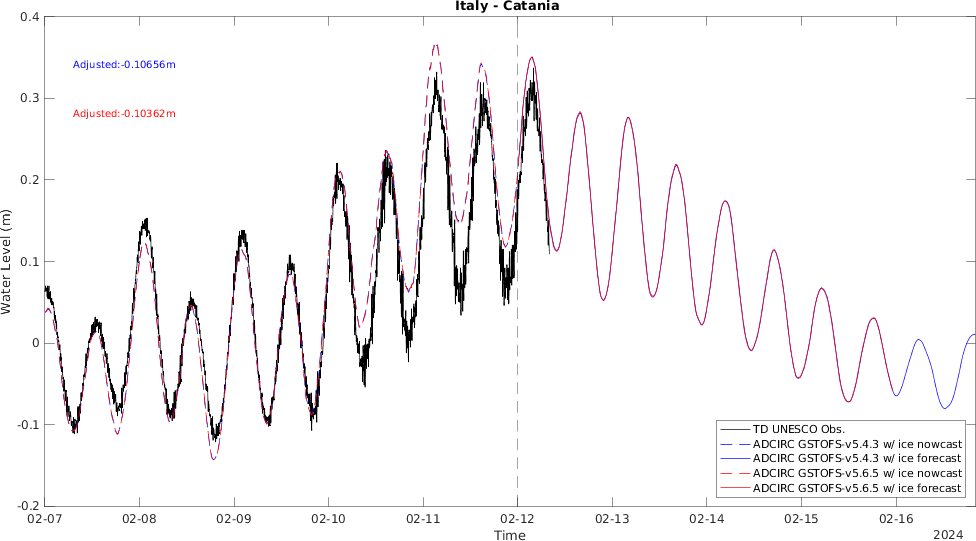 Italy - Catania
0.4
Adjusted:-0.10656m
0.3
Adjusted:-0.10362m
0.2
Water Level (m)
0.1
0
-0.1
TD UNESCO Obs.
ADCIRC GSTOFS-v5.4.3 w/ ice nowcast
ADCIRC GSTOFS-v5.4.3 w/ ice forecast
ADCIRC GSTOFS-v5.6.5 w/ ice nowcast
ADCIRC GSTOFS-v5.6.5 w/ ice forecast
-0.2
02-07 02-08 02-09 02-10 02-11 02-12 02-13 02-14 02-15 02-16
Time
2024